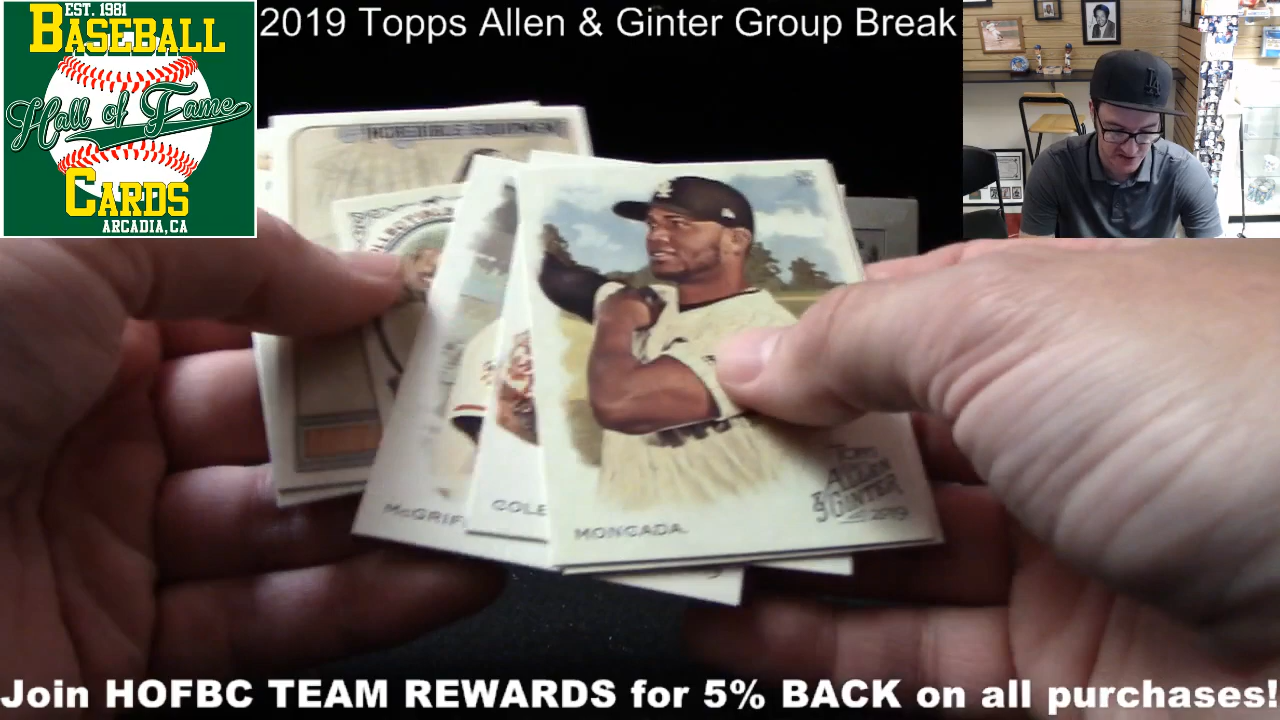 EST. 1981
BASEBALL
Hall of Fame
CARDS
ARCADIA, CA
2019 Topps Allen & Ginter Group Break
INCREDIBLE EQUIPMENT
McGRIF
COLE
MONCADA
TOPPS
ALLEN
& GINTER
2019
Join HOFBC TEAM REWARDS for 5% BACK on all purchases!